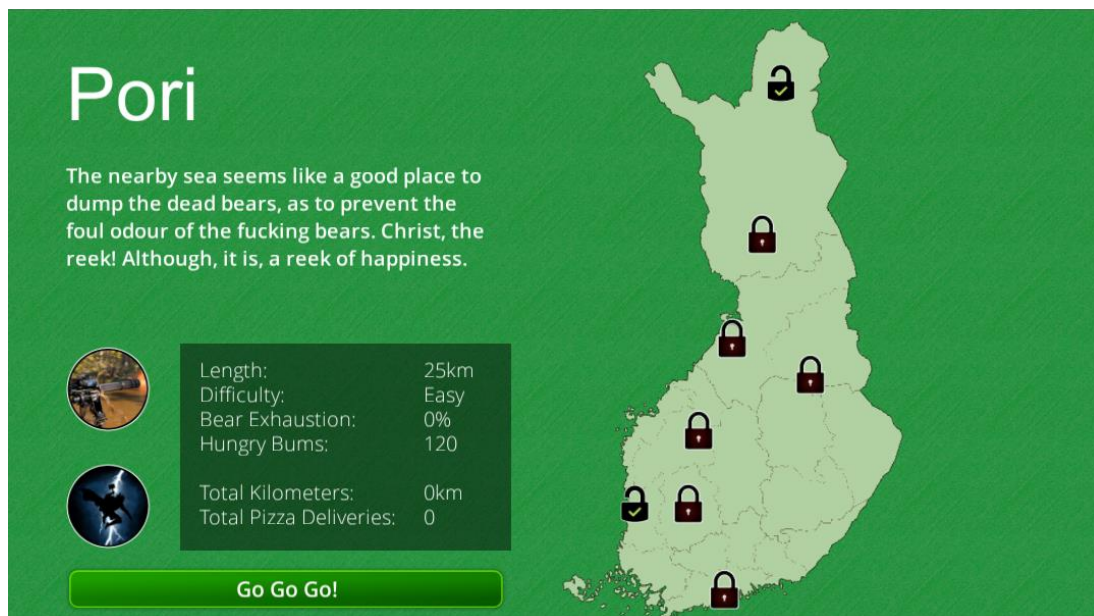 Pori
The nearby sea seems like a good place to
dump the dead bears, as to prevent the
foul odour of the fucking bears. Christ, the
reek! Although, it is, a reek of happiness.
Length: 25km
Difficulty: Easy
Bear Exhaustion: 0%
Hungry Bums: 120
Total Kilometers: 0km
Total Pizza Deliveries: 0
Go Go Go!